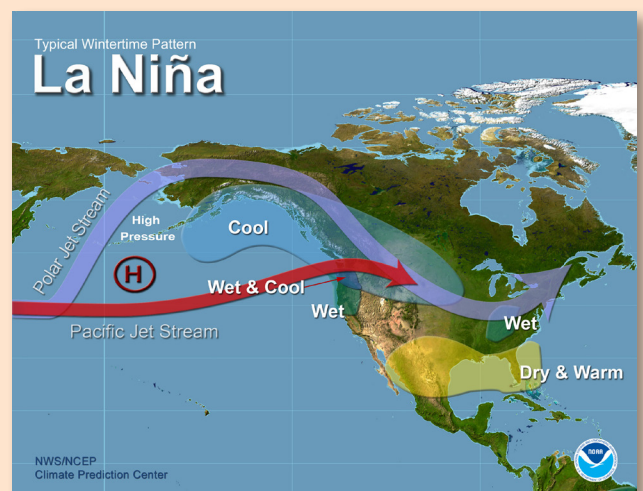 Typical Wintertime Pattern
La Niña
Polar Jet Stream
High
Pressure
H
Cool
Wet & Cool
Wet
Pacific Jet Stream
Wet
Dry & Warm
NWS/NCEP
Climate Prediction Center
NOAA